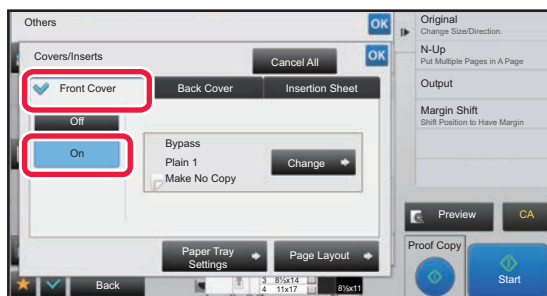 Others
OK
Covers/Inserts
Cancel All
OK
Front Cover
Back Cover
Insertion Sheet
Off
On
Bypass
Plain 1
Make No Copy
Change
Paper Tray
Settings
Page Layout
Back
3 8½x14
4 11x17
8½x11
Original
Change Size/Direction.
N-Up
Put Multiple Pages in A Page
Output
Margin Shift
Shift Position to Have Margin
Preview
CA
Proof Copy
Start